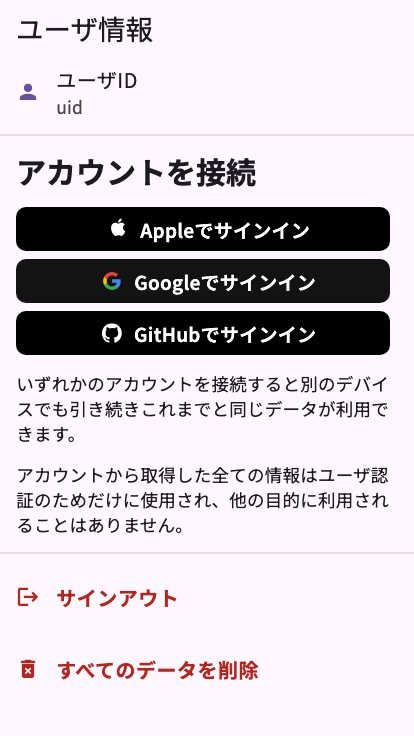 ユーザ情報
ユーザID
uid
アカウントを接続
Appleでサインイン
Googleでサインイン
GitHubでサインイン
いずれかのアカウントを接続すると別のデバイ
スでも引き続きこれまでと同じデータが利用で
きます。
アカウントから取得した全ての情報はユーザ認
証のためだけに使用され、他の目的に利用され
ることはありません。
サインアウト
すべてのデータを削除